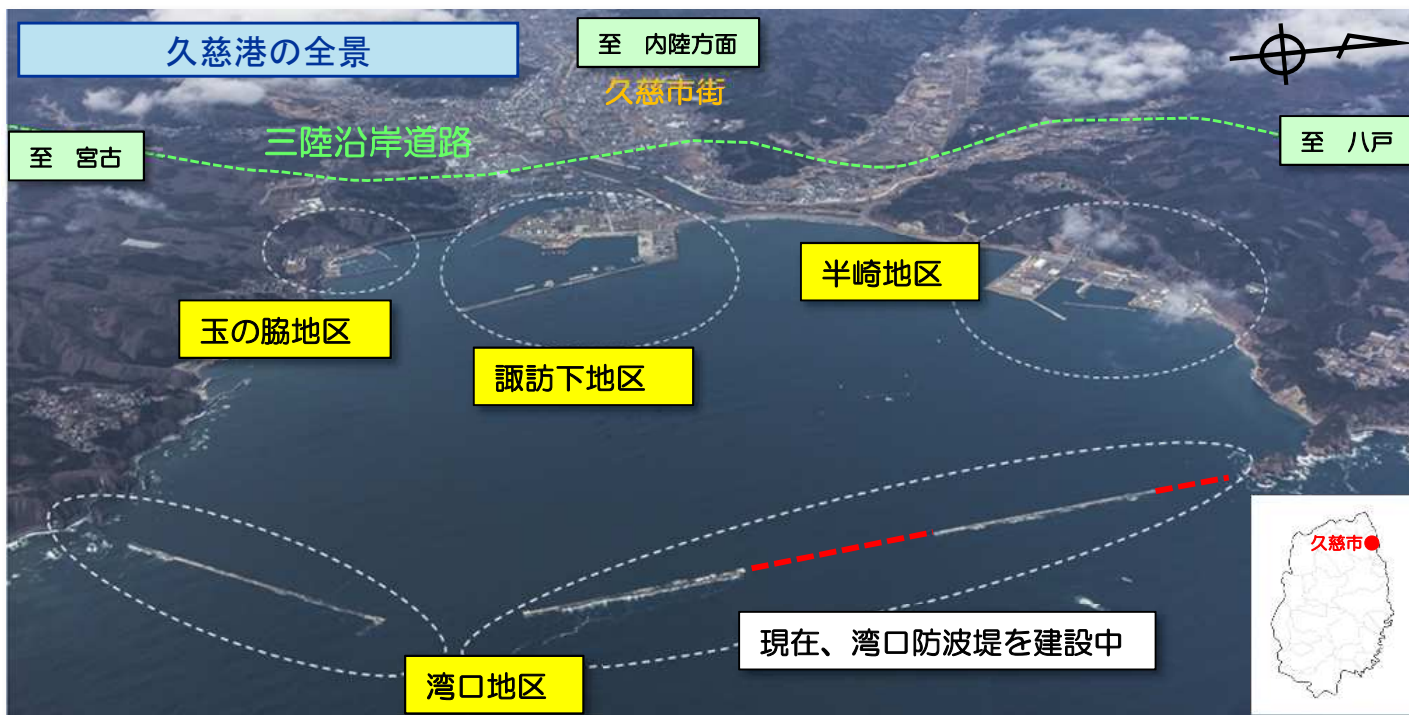 久慈港の全景
至　内陸方面
久慈市街
三陸沿岸道路
至　宮古
至　八戸
玉の脇地区
諏訪下地区
半崎地区
久慈市
現在、湾口防波堤を建設中
湾口地区